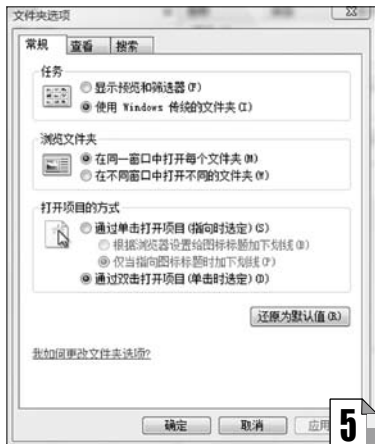 文件夹选项
常规 查看 搜索
任务
显示预览和筛选器(F)
使用 Windows 传统的文件夹(I)
浏览文件夹
在同一窗口中打开每个文件夹(M)
在不同窗口中打开不同的文件夹(W)
打开项目的方式
通过单击打开项目(指向时选定)(S)
根据浏览器设置给图标标题加下划线(B)
仅当指向图标标题时加下划线(P)
通过双击打开项目(单击时选定)(D)
还原为默认值(R)
我如何更改文件夹选项?
确定 取消 应用
5